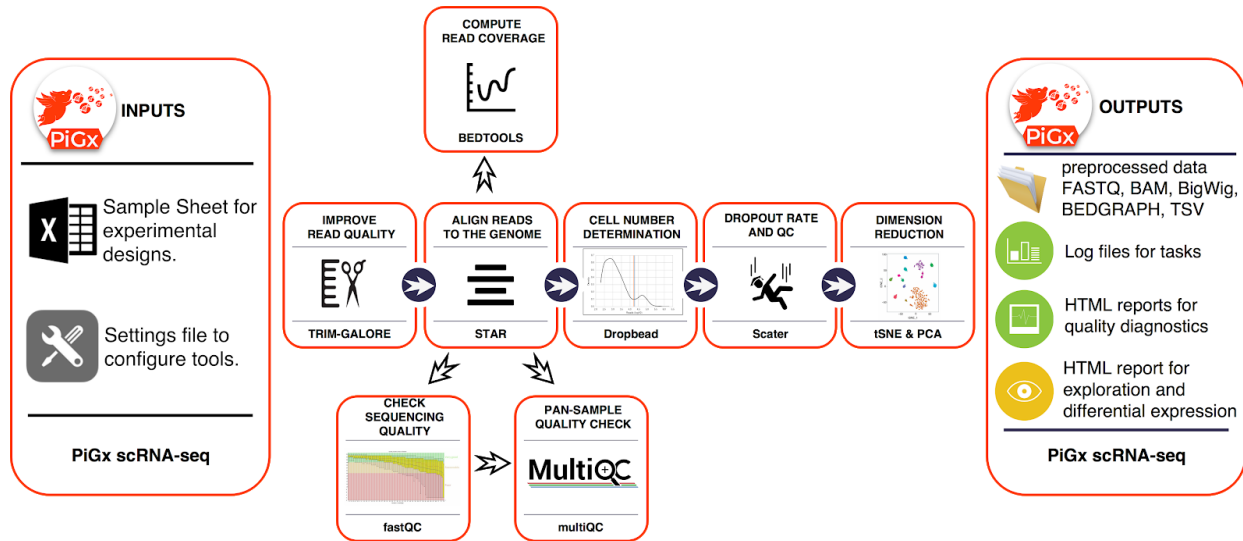 PiGx
INPUTS
Sample Sheet for
experimental
designs.
Settings file to
configure tools.
PiGx scRNA-seq
COMPUTE
READ COVERAGE
BEDTOOLS
IMPROVE
READ QUALITY
TRIM-GALORE
ALIGN READS
TO THE GENOME
STAR
CELL NUMBER
DETERMINATION
Dropbead
DROPOUT RATE
AND QC
Scater
DIMENSION
REDUCTION
tSNE & PCA
CHECK
SEQUENCING
QUALITY
fastQC
PAN-SAMPLE
QUALITY CHECK
MultiQC
multiQC
PiGx
OUTPUTS
preprocessed data
FASTQ, BAM, BigWig,
BEDGRAPH, TSV
Log files for tasks
HTML reports for
quality diagnostics
HTML report for
exploration and
differential expression
PiGx scRNA-seq